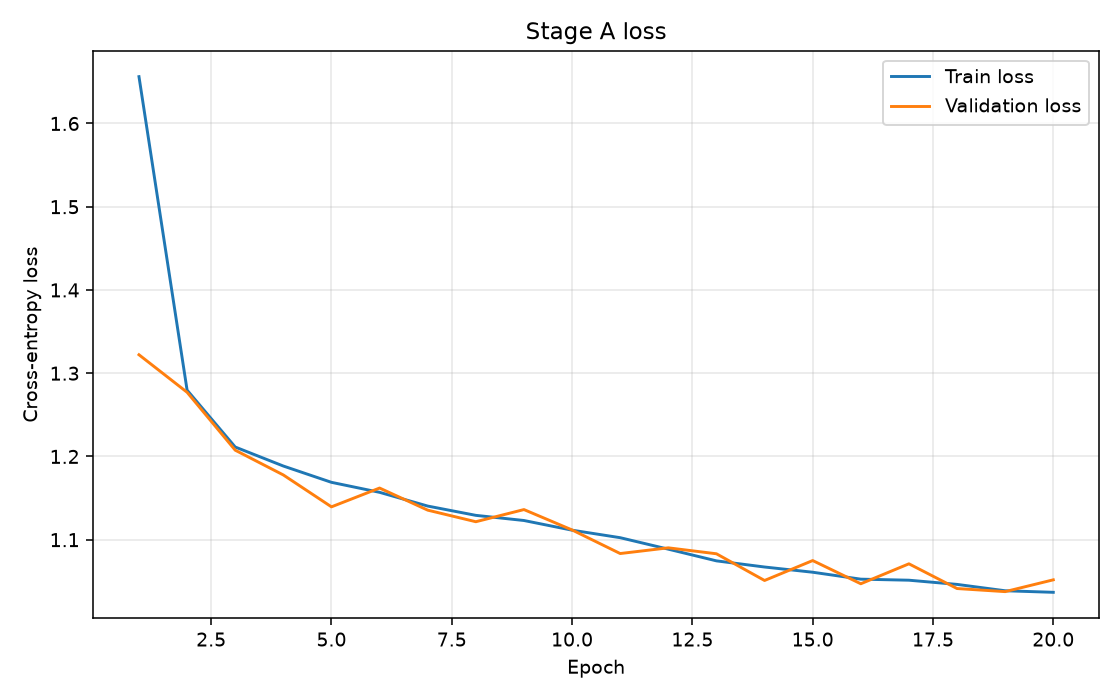 Stage A loss
Train loss
Validation loss
1.6
1.5
1.4
1.3
1.2
1.1
Cross-entropy loss
2.5 5.0 7.5 10.0 12.5 15.0 17.5 20.0
Epoch